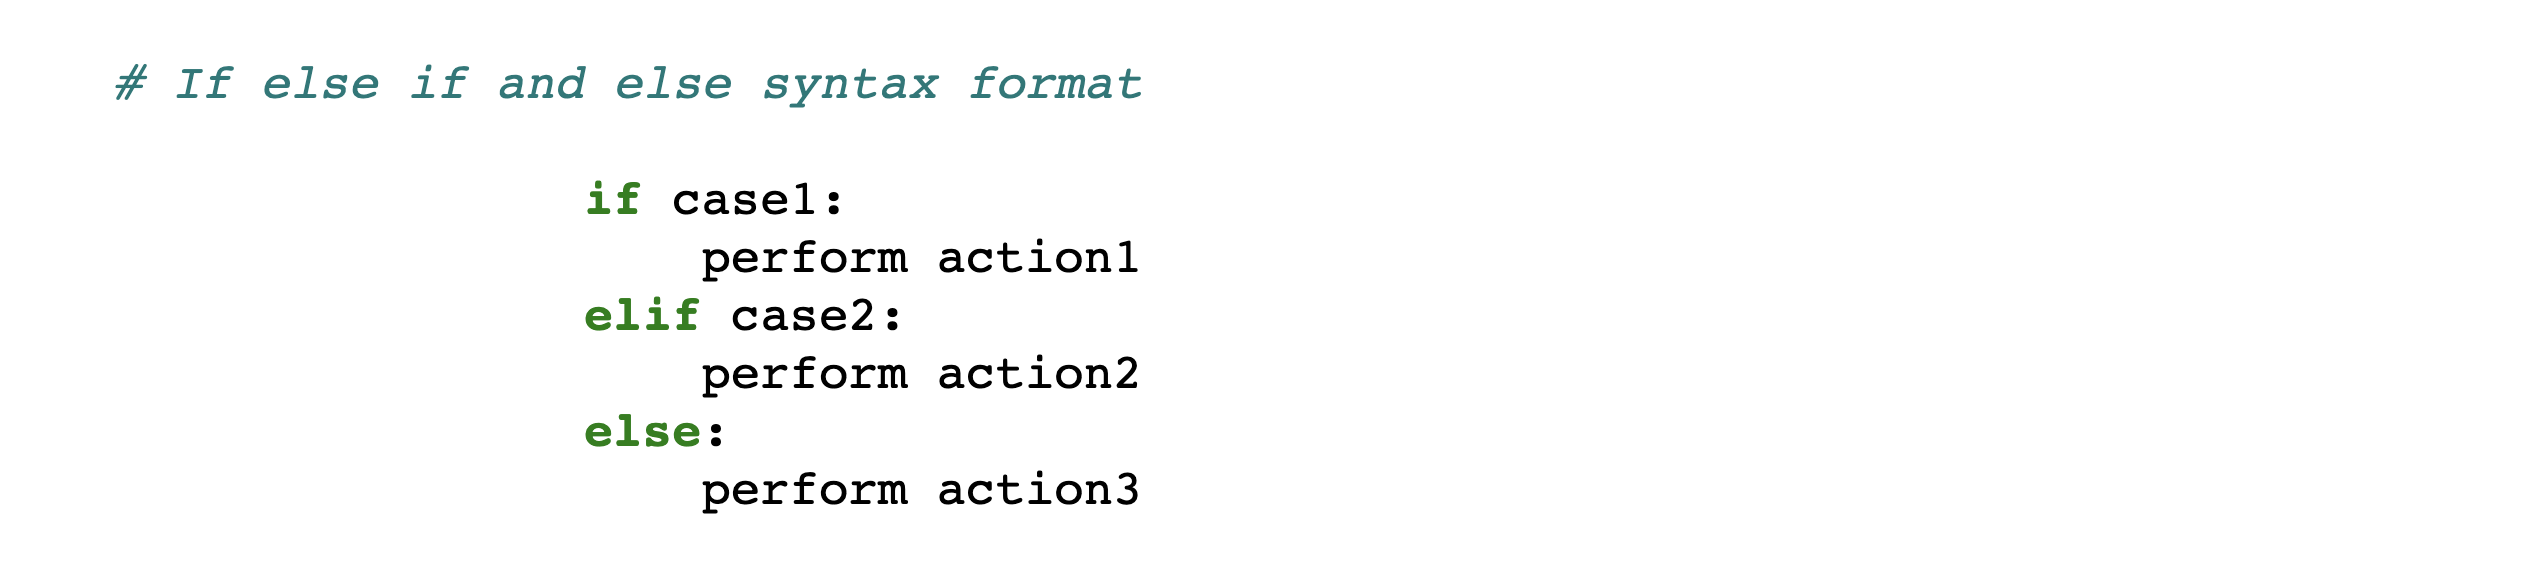 # If else if and else syntax format
if case1:
perform action1
elif case2:
perform action2
else:
perform action3